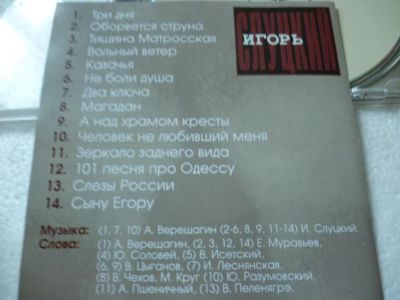 1. Три дня
2. Оборвется струна
3. Тишина Матросская
4. Вольный ветер
5. Казачья
6. Не боли душа
7. Два ключа
8. Магадан
9. А над храмом кресты
10. Человек не любивший меня
11. Зеркало заднего вида
12. 101 песня про Одессу
13. Слезы России
14. Сыну Егору
ИГОРЬ
СЛУЦКИЙ
Музыка: (1, 7, 10) А. Верещагин (2-6, 8, 9, 11-14) И. Слуцкий.
Слова: (1) А. Верещагин, (2, 3, 12, 14) Е. Муравьев,
(4) Ю. Соловей, (5) В. Исетский,
(6, 9) В. Цыганов, (7) И. Леснянская,
(8) В. Чехов, М. Круг (10) Ю. Разумовский,
(11) А. Пшеничный, (13) В. Пеленягрэ.